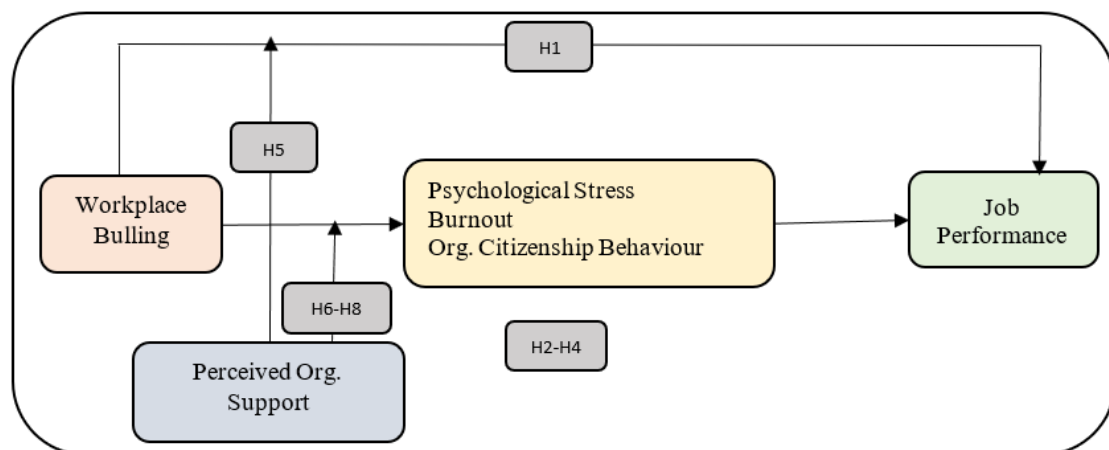 H1
H5
Workplace
Bulling
Psychological Stress
Burnout
Org. Citizenship Behaviour
Job
Performance
H6-H8
H2-H4
Perceived Org.
Support